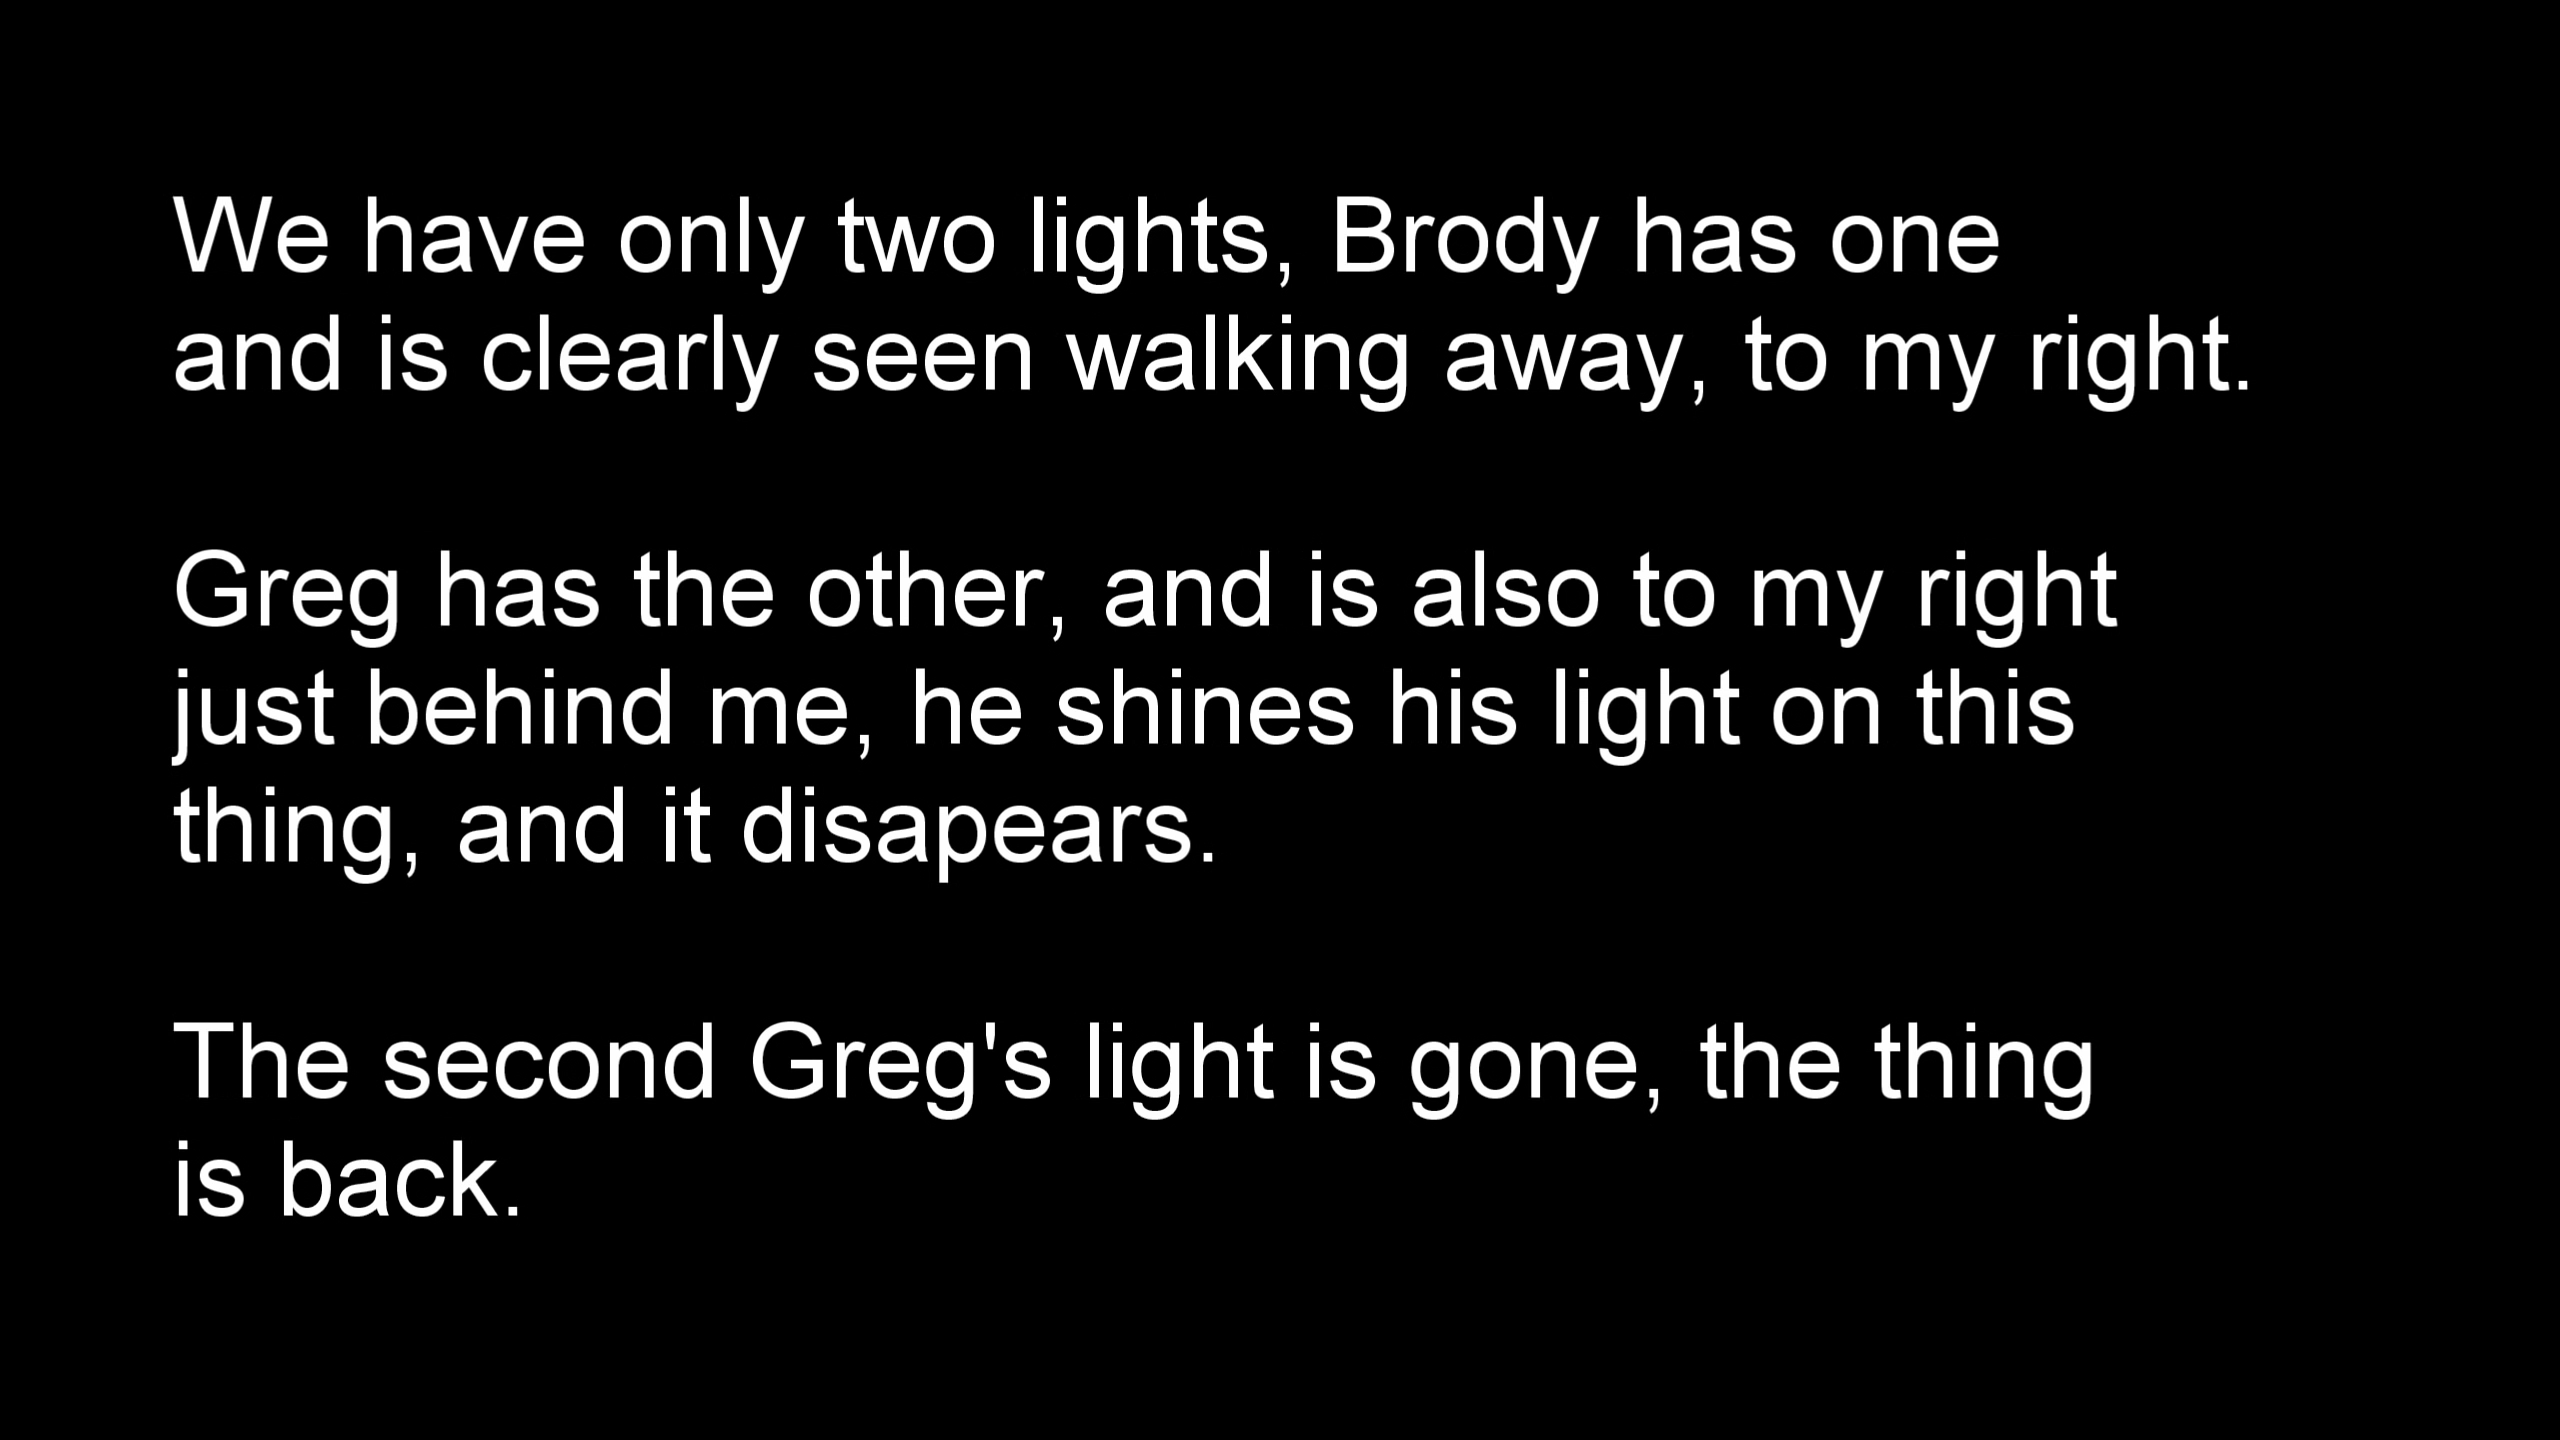 We have only two lights, Brody has one
and is clearly seen walking away, to my right.
Greg has the other, and is also to my right
just behind me, he shines his light on this
thing, and it disapears.
The second Greg's light is gone, the thing
is back.